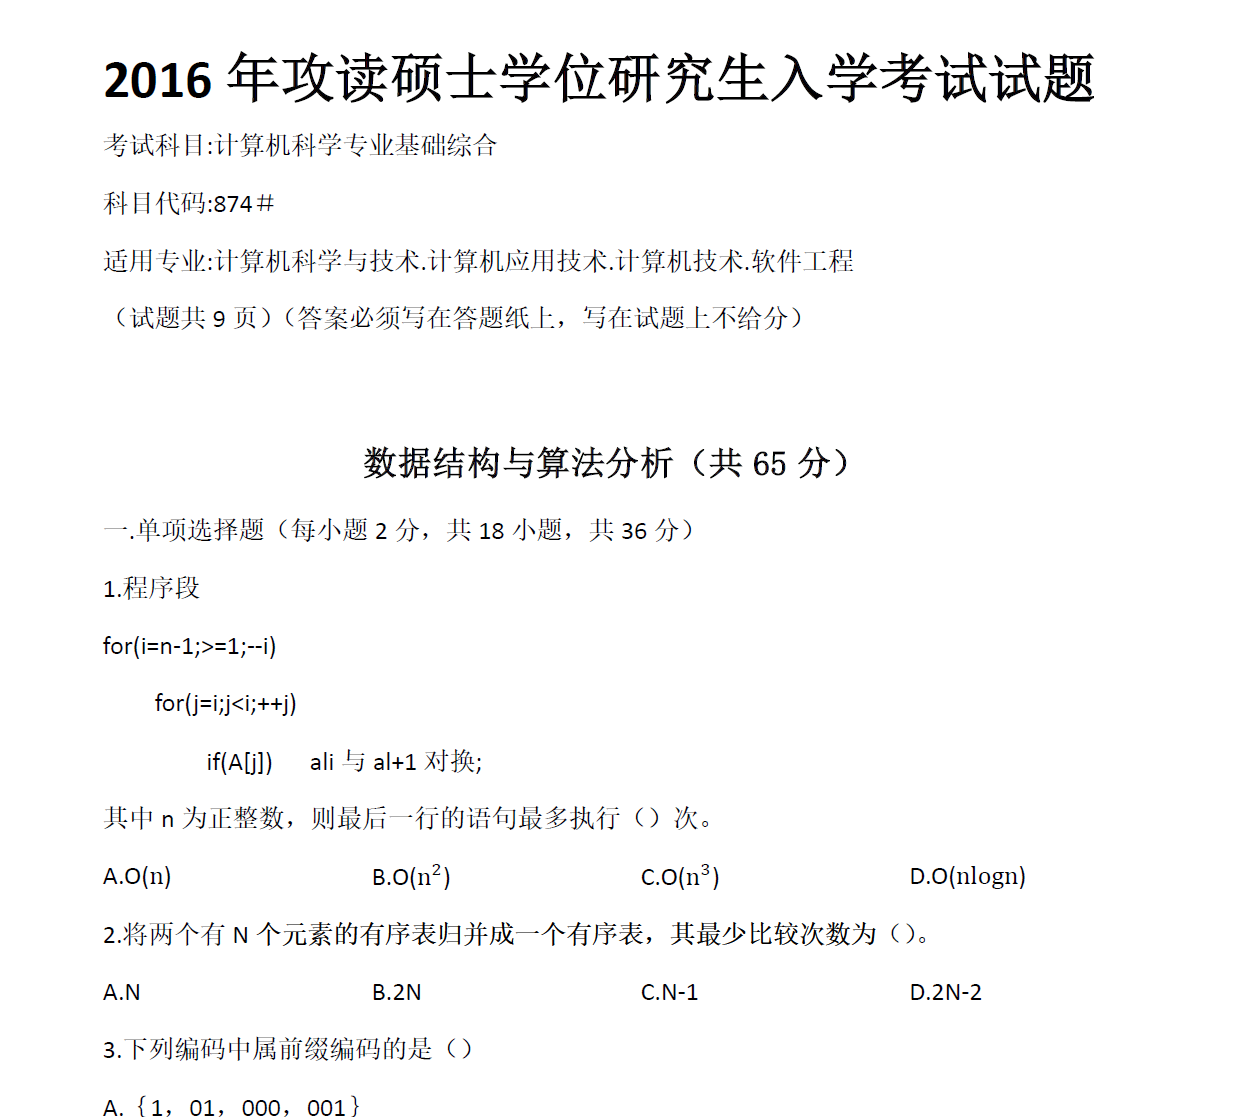 2016 年攻读硕士学位研究生入学考试试题
考试科目:计算机科学专业基础综合
科目代码:874＃
适用专业:计算机科学与技术.计算机应用技术.计算机技术.软件工程
（试题共 9 页）（答案必须写在答题纸上，写在试题上不给分）
数据结构与算法分析（共 65 分）
一.单项选择题（每小题 2 分，共 18 小题，共 36 分）
1.程序段
for(i=n-1;>=1;--i)
for(j=i;j<i;++j)
if(A[j]) ali 与 al+1 对换;
其中 n 为正整数，则最后一行的语句最多执行（）次。
A.O(n) B.O(n²) C.O(n³) D.O(nlogn)
2.将两个有 N 个元素的有序表归并成一个有序表，其最少比较次数为（）。
A.N B.2N C.N-1 D.2N-2
3.下列编码中属前缀编码的是（）
A.｛1，01，000，001｝